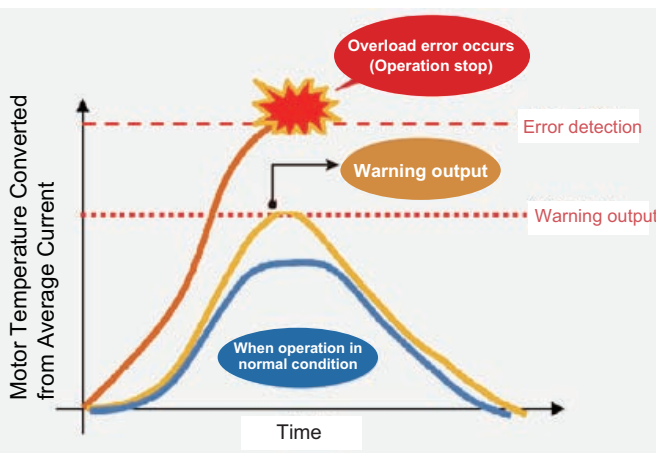 Overload error occurs
(Operation stop)
Error detection
Warning output
Warning output
When operation in
normal condition
Motor Temperature Converted
from Average Current
Time